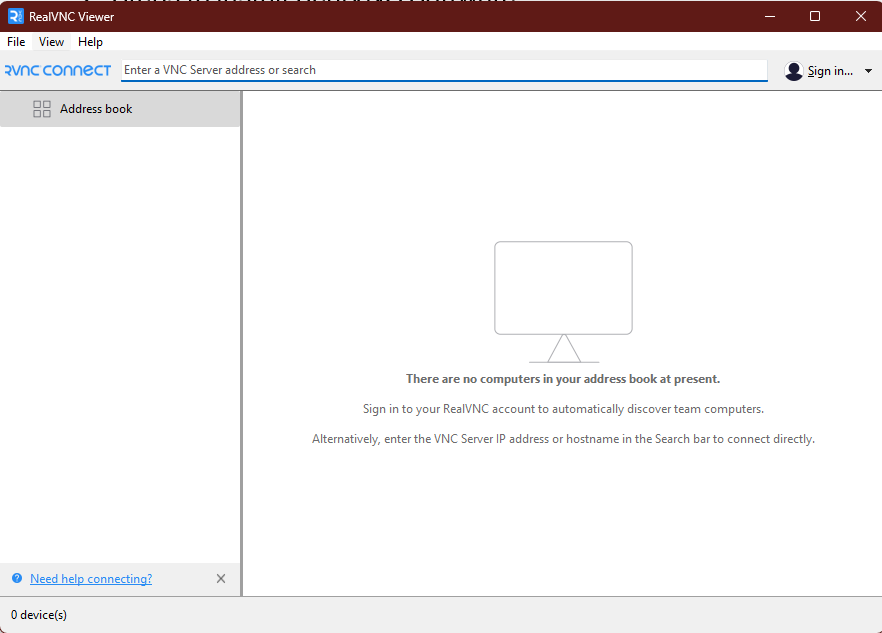 RealVNC Viewer
File View Help
RVNC CONNECT Enter a VNC Server address or search Sign in...
Address book
There are no computers in your address book at present.
Sign in to your RealVNC account to automatically discover team computers.
Alternatively, enter the VNC Server IP address or hostname in the Search bar to connect directly.
? Need help connecting?
0 device(s)